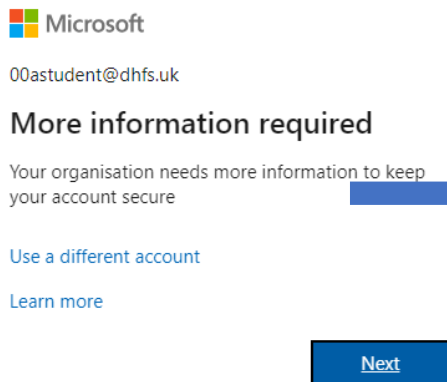 Microsoft
00astudent@dhfs.uk
More information required
Your organisation needs more information to keep
your account secure
Use a different account
Learn more
Next